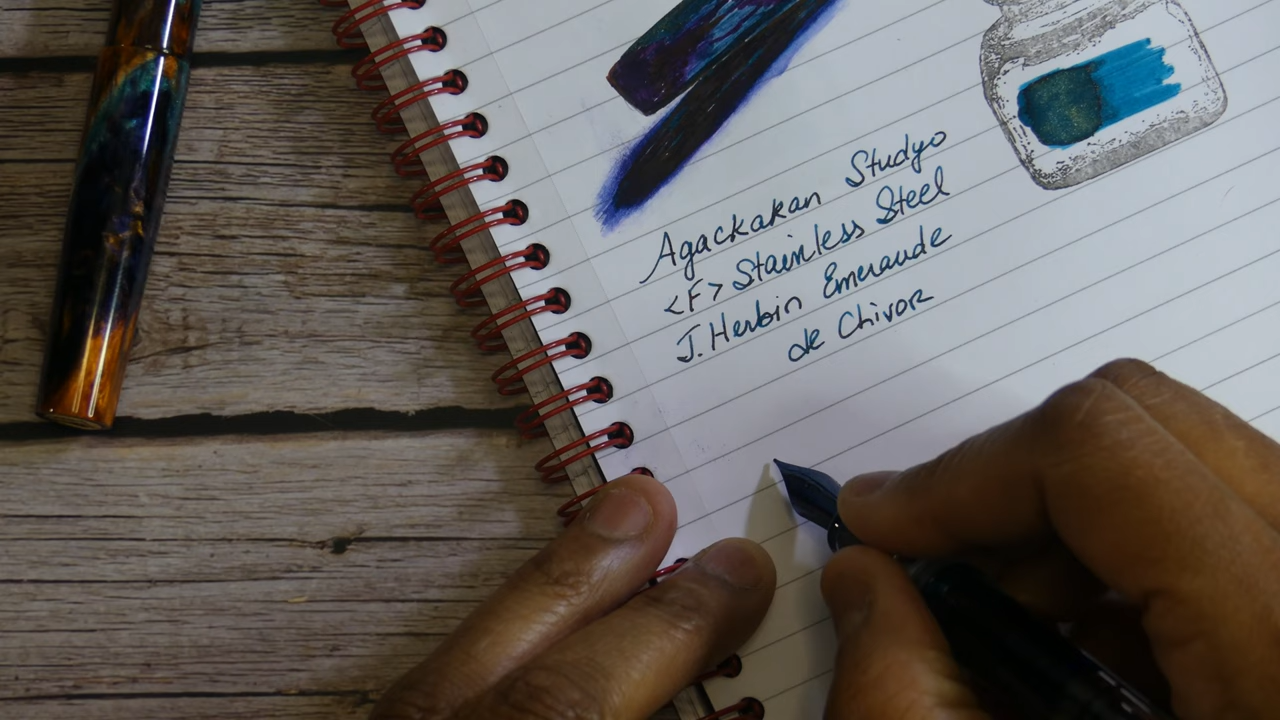 Agackakan Studyo
<F> Stainless Steel
J. Herbin Emeraude
de Chivor